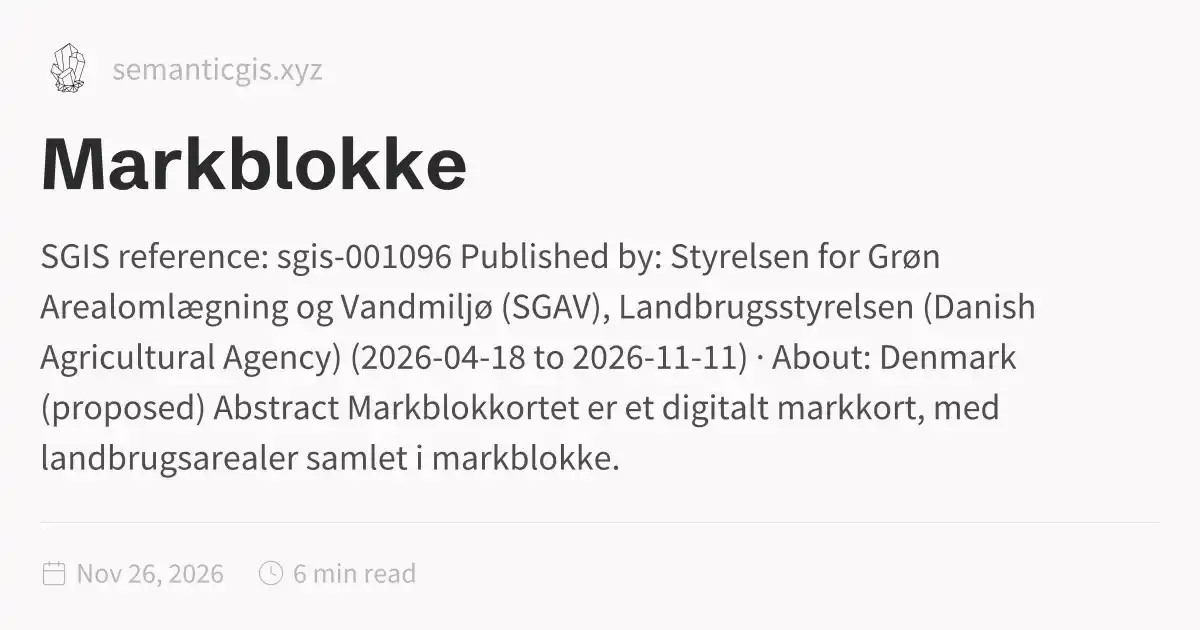 semanticgis.xyz
Markblokke
SGIS reference: sgis-001096 Published by: Styrelsen for Grøn
Arealomlægning og Vandmiljø (SGAV), Landbrugsstyrelsen (Danish
Agricultural Agency) (2026-04-18 to 2026-11-11) · About: Denmark
(proposed) Abstract Markblokkortet er et digitalt markkort, med
landbrugsarealer samlet i markblokke.
Nov 26, 2026 6 min read